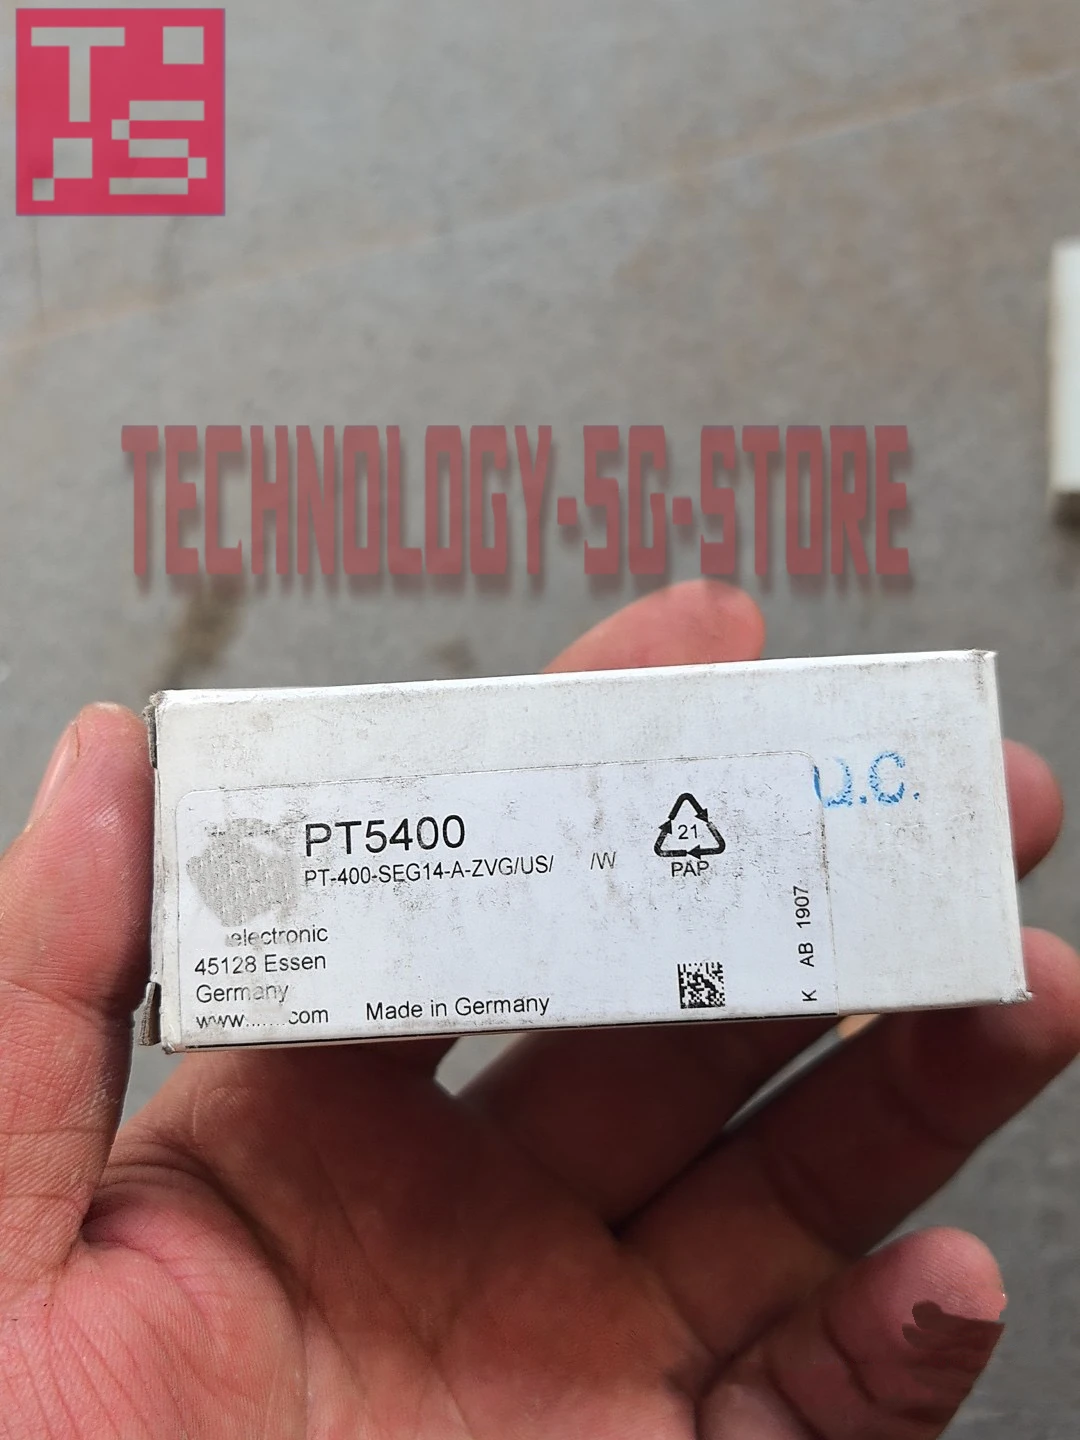 T.S
TECHNOLOGY-SG-STORE
Q.C.
PT5400
PT-400-SEG14-A-ZVG/US/ /W
21
PAP
electronic
45128 Essen
Germany
www.......com
Made in Germany
K AB 1907